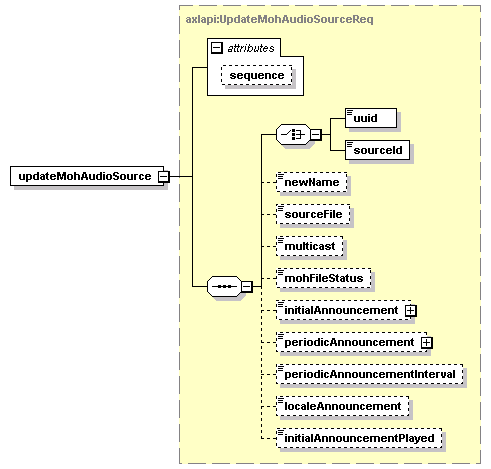 axlapi:UpdateMohAudioSourceReq
attributes
sequence
updateMohAudioSource
uuid
sourceId
newName
sourceFile
multicast
mohFileStatus
initialAnnouncement
periodicAnnouncement
periodicAnnouncementInterval
localeAnnouncement
initialAnnouncementPlayed